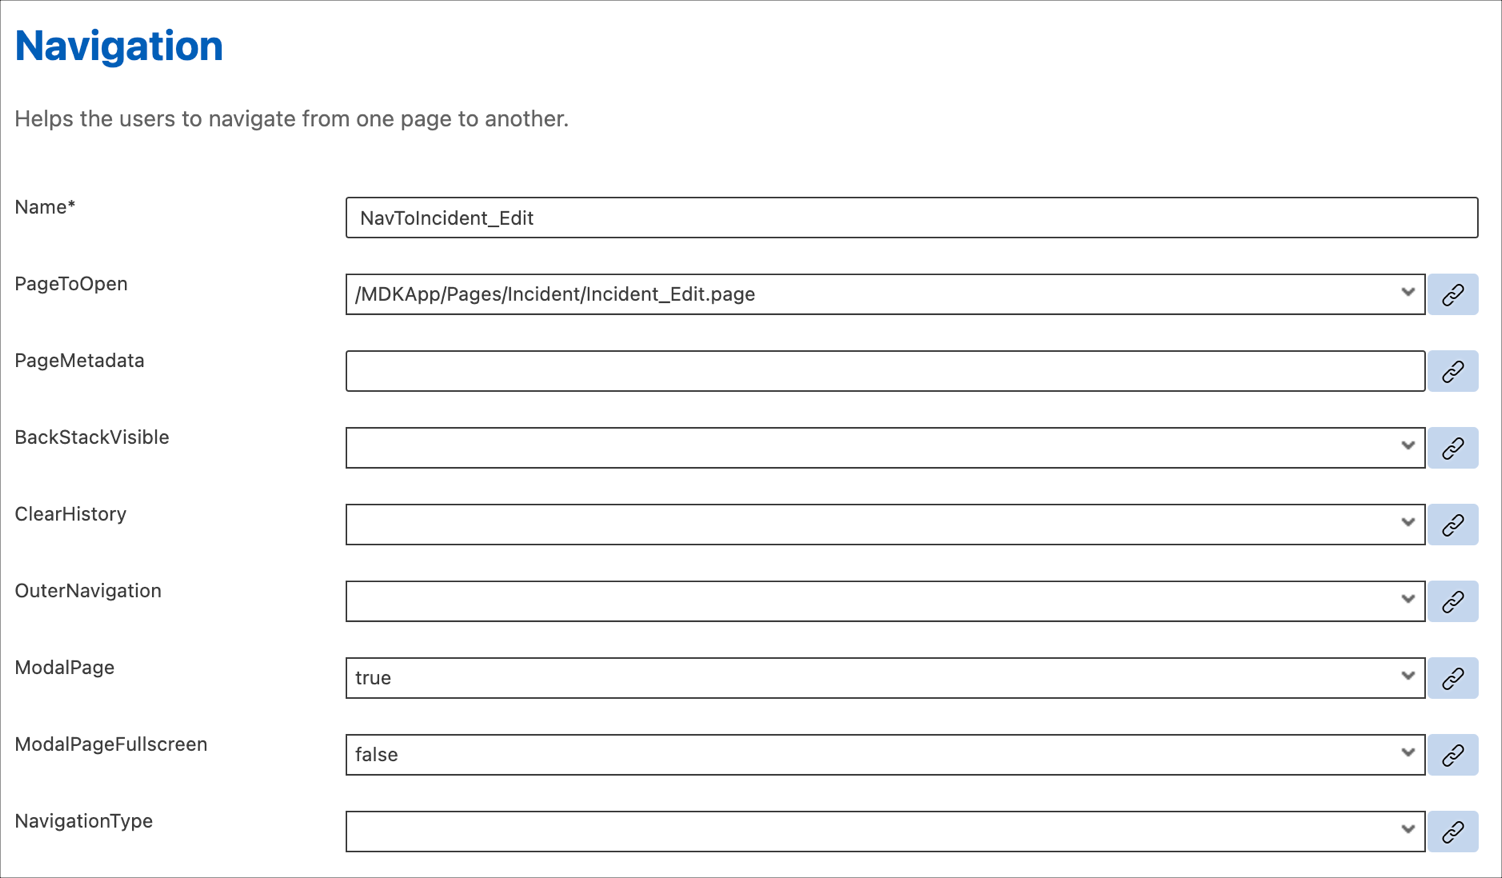 Navigation
Helps the users to navigate from one page to another.
Name*
NavToIncident_Edit
PageToOpen
/MDKApp/Pages/Incident/Incident_Edit.page
PageMetadata
BackStackVisible
ClearHistory
OuterNavigation
ModalPage
true
ModalPageFullscreen
false
NavigationType